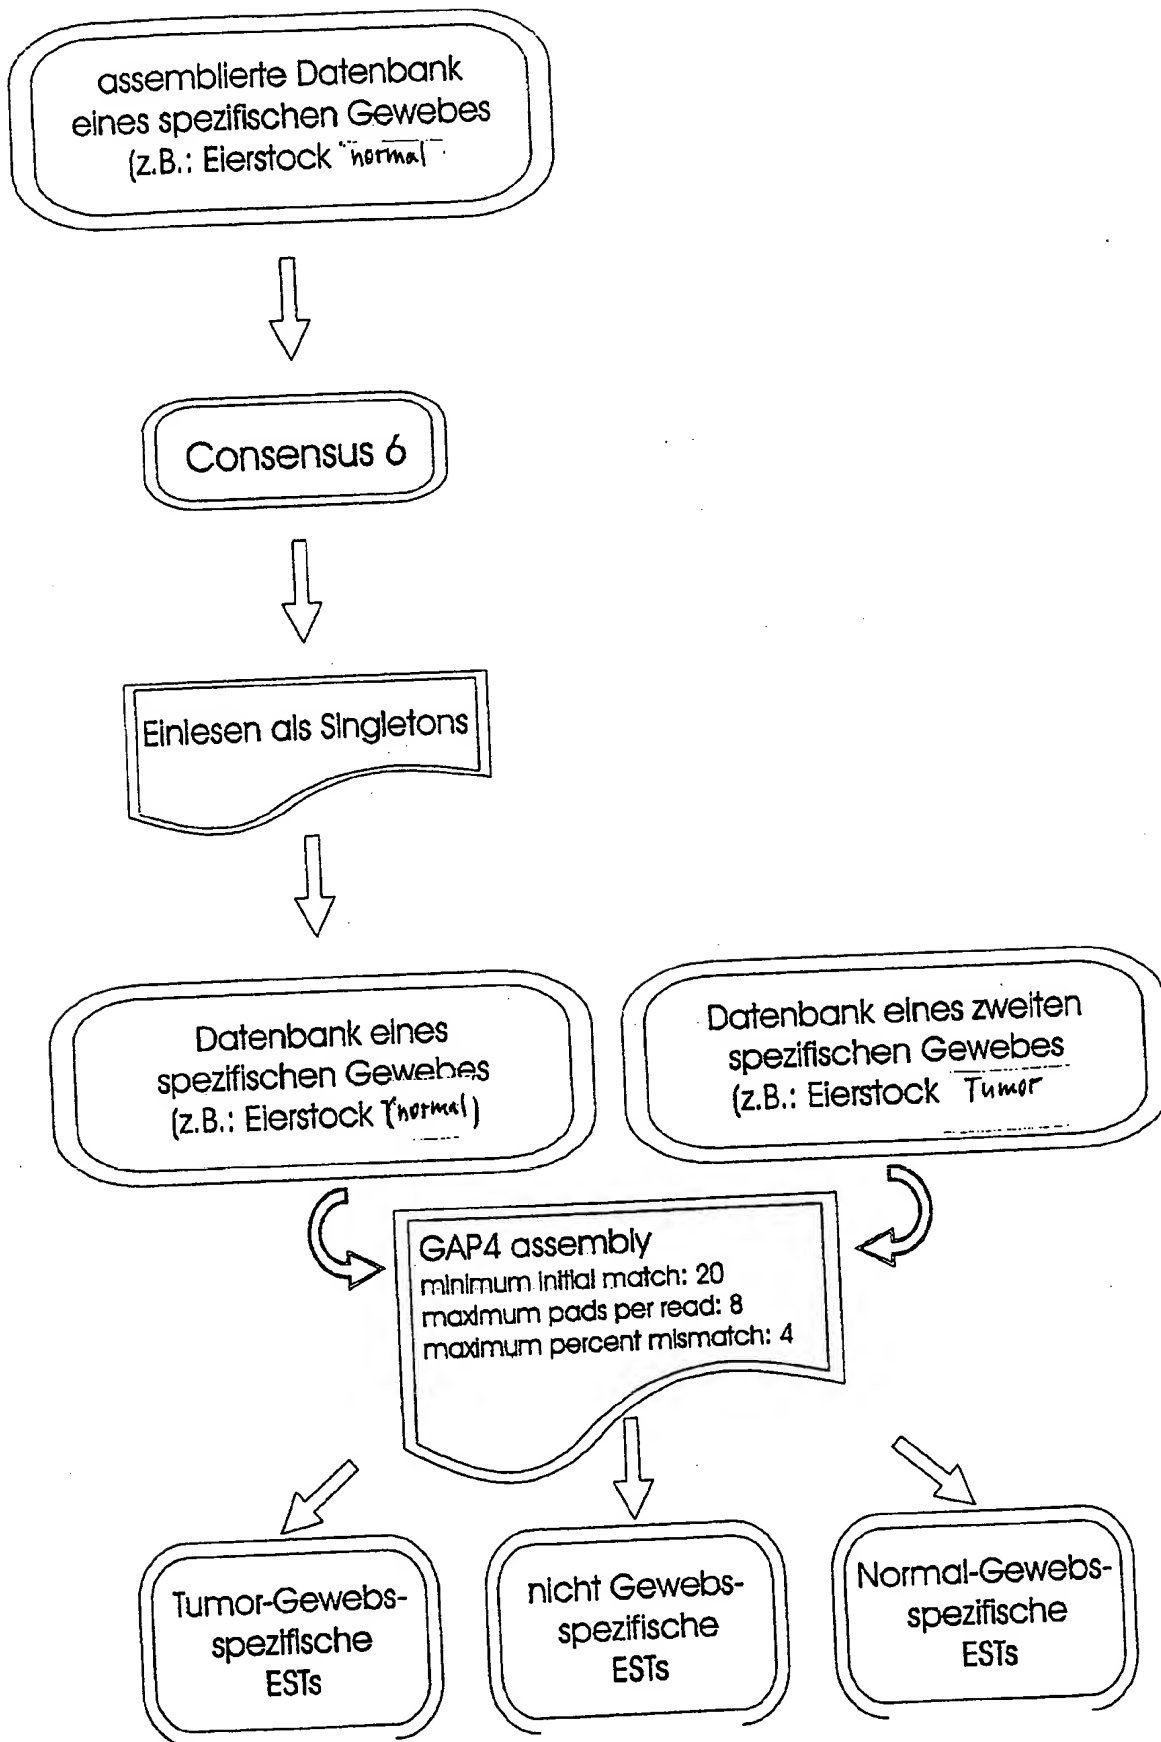 assemblierte Datenbank
eines spezifischen Gewebes
(z.B.: Eierstock normal
Consensus 6
Einlesen als Singletons
Datenbank eines
spezifischen Gewebes
(z.B.: Eierstock normal)
Datenbank eines zweiten
spezifischen Gewebes
(z.B.: Eierstock Tumor
GAP4 assembly
minimum initial match: 20
maximum pads per read: 8
maximum percent mismatch: 4
Tumor-Gewebs-
spezifische
ESTs
nicht Gewebs-
spezifische
ESTs
Normal-Gewebs-
spezifische
ESTs